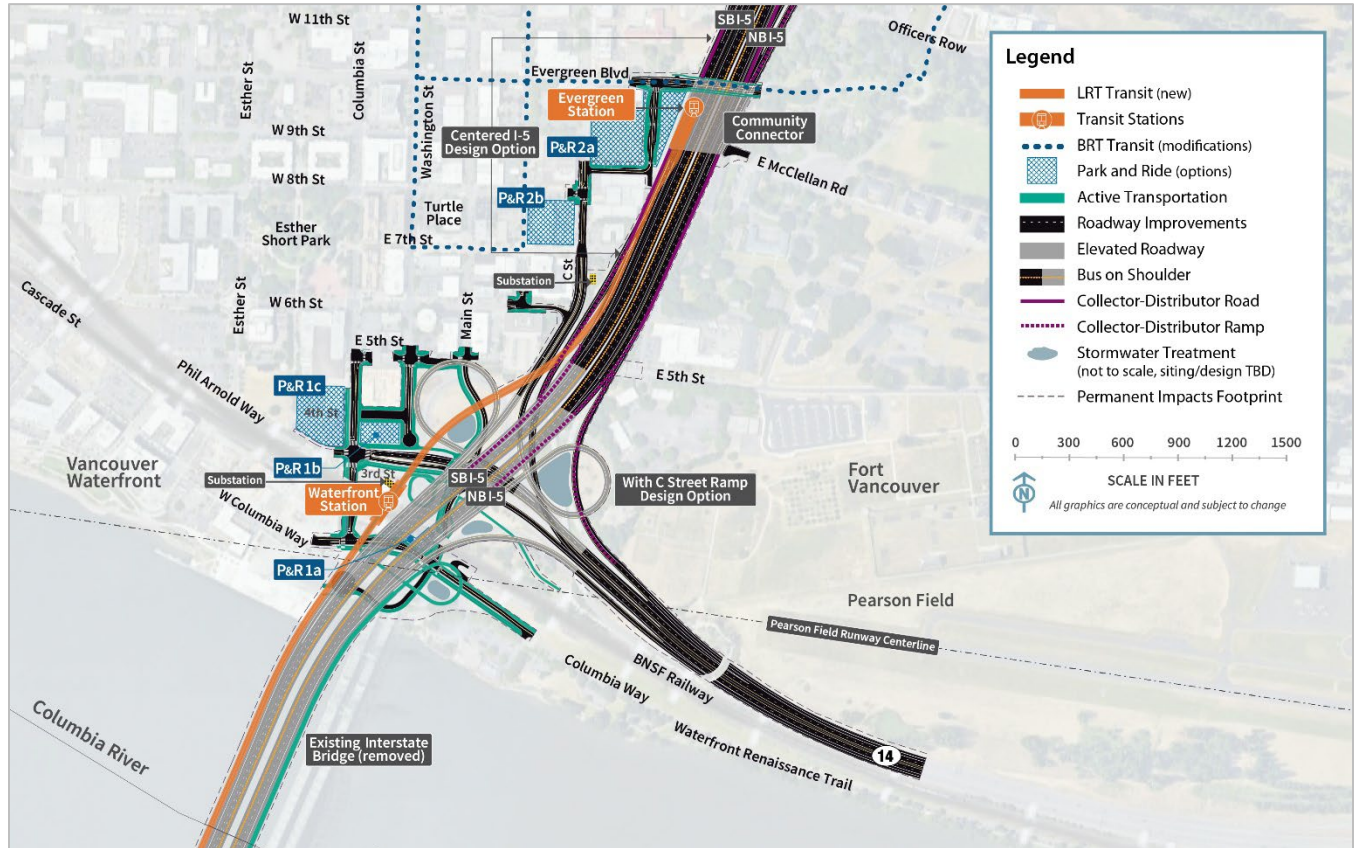 W 11th St
Esther St
Columbia St
Washington St
SB I-5
NB I-5
Officers Row
Evergreen Blvd
Evergreen
Station
Centered I-5
Design Option
Community
Connector
W 9th St
P&R2a
E McClellan Rd
W 8th St
P&R2b
Turtle
Place
Esther
Short Park
E 7th St
C St
Substation
W 6th St
Esther St
Main St
Cascade St
E 5th St
E 5th St
Phil Arnold Way
P&R1c
4th St
Vancouver
Waterfront
P&R1b
3rd St
Substation
SB I-5
NB I-5
With C Street Ramp
Design Option
Fort
Vancouver
Waterfront
Station
W Columbia Way
P&R1a
Pearson Field
Pearson Field Runway Centerline
BNSF Railway
Columbia Way
Waterfront Renaissance Trail
Columbia River
Existing Interstate
Bridge (removed)
14
Legend
LRT Transit (new)
Transit Stations
BRT Transit (modifications)
Park and Ride (options)
Active Transportation
Roadway Improvements
Elevated Roadway
Bus on Shoulder
Collector-Distributor Road
Collector-Distributor Ramp
Stormwater Treatment
(not to scale, siting/design TBD)
Permanent Impacts Footprint
0 300 600 900 1200 1500
SCALE IN FEET
N
All graphics are conceptual and subject to change